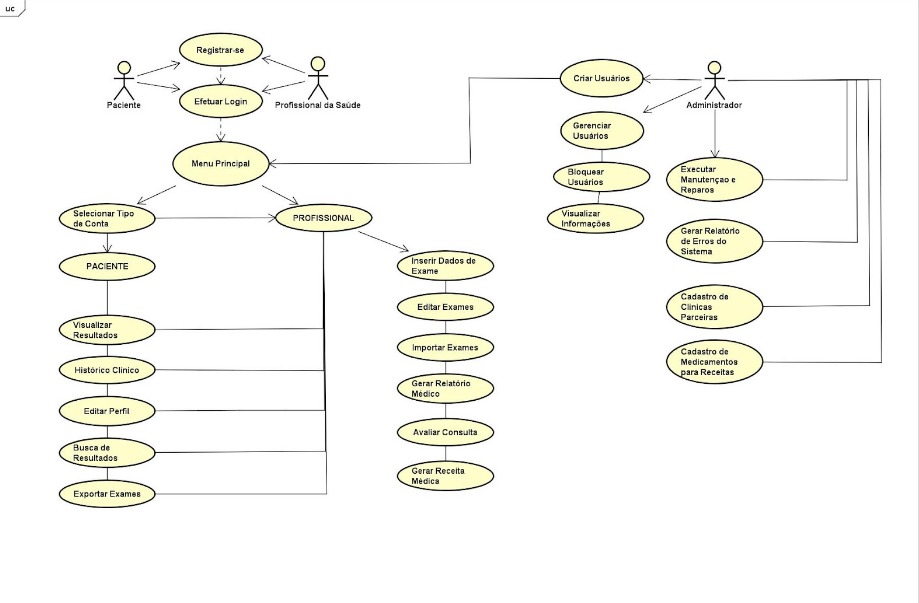 uc
Registrar-se
Paciente
Profissional da Saúde
Efetuar Login
Menu Principal
Criar Usuários
Administrador
Gerenciar
Usuários
Bloquear
Usuários
Visualizar
Informações
Executar
Manutençao e
Reparos
Gerar Relatório
de Erros do
Sistema
Cadastro de
Clínicas
Parceiras
Cadastro de
Medicamentos
para Receitas
Selecionar Tipo
de Conta
PROFISSIONAL
PACIENTE
Visualizar
Resultados
Histórico Clinico
Editar Perfil
Busca de
Resultados
Exportar Exames
Inserir Dados de
Exame
Editar Exames
Importar Exames
Gerar Relatório
Médico
Avaliar Consulta
Gerar Receita
Médica